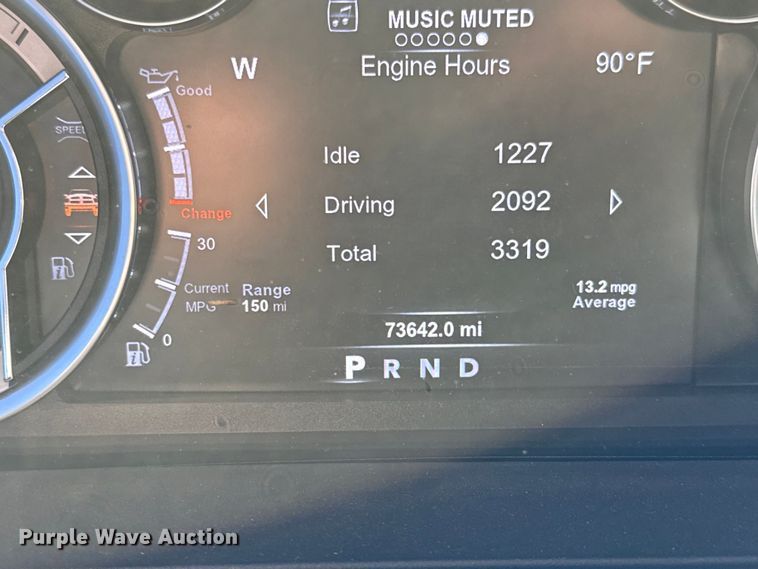 MUSIC MUTED
W
Engine Hours
90°F
Good
SPEED
Idle 1227
Driving 2092
Change
30
Total 3319
Current MPG
Range 150 mi
13.2 mpg
Average
0
73642.0 mi
P R N D
Purple Wave Auction